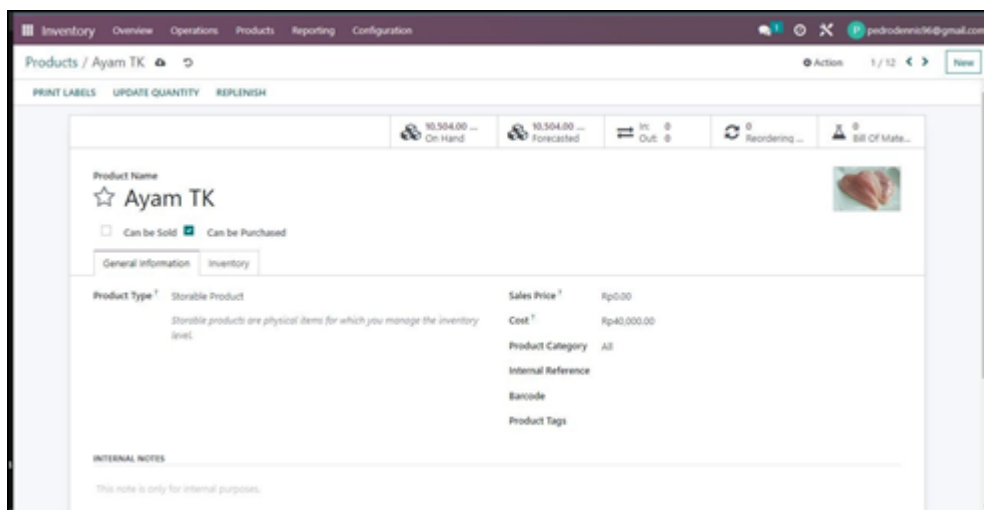 Inventory Overview Operations Products Reporting Configuration 1 P pedrodennis96@gmail.com
Products / Ayam TK Action 1 / 12 New
PRINT LABELS UPDATE QUANTITY REPLENISH
10,504.00 ... 10,504.00 ... In: 0 0 0
On Hand Forecasted Out: 0 Reordering ... Bill Of Mate...
Product Name
Ayam TK
Can be Sold Can be Purchased
General Information Inventory
Product Type ? Storable Product Sales Price ? Rp0.00
Storable products are physical items for which you manage the inventory
level.
Cost ? Rp40,000.00
Product Category All
Internal Reference
Barcode
Product Tags
INTERNAL NOTES
This note is only for internal purposes.